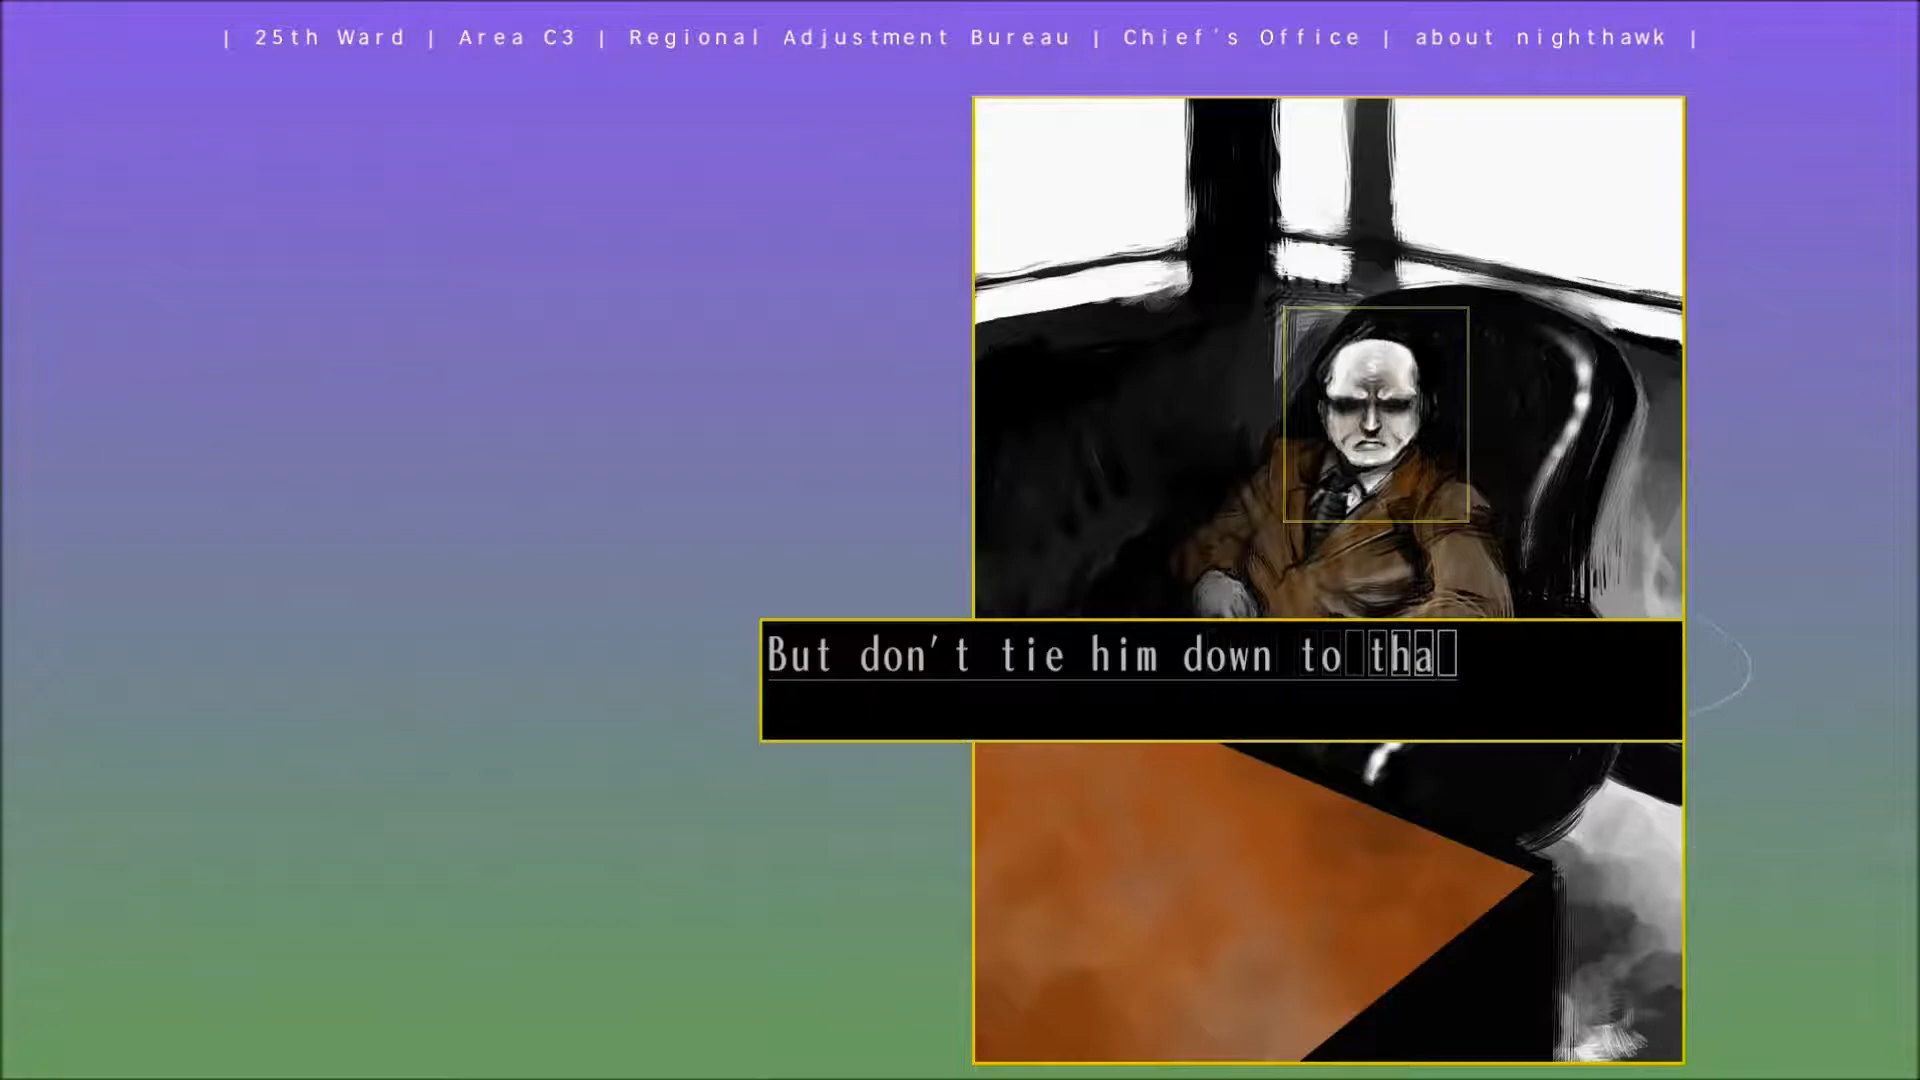 | 25th Ward | Area C3 | Regional Adjustment Bureau | Chief's Office | about nighthawk |
But don't tie him down to tha